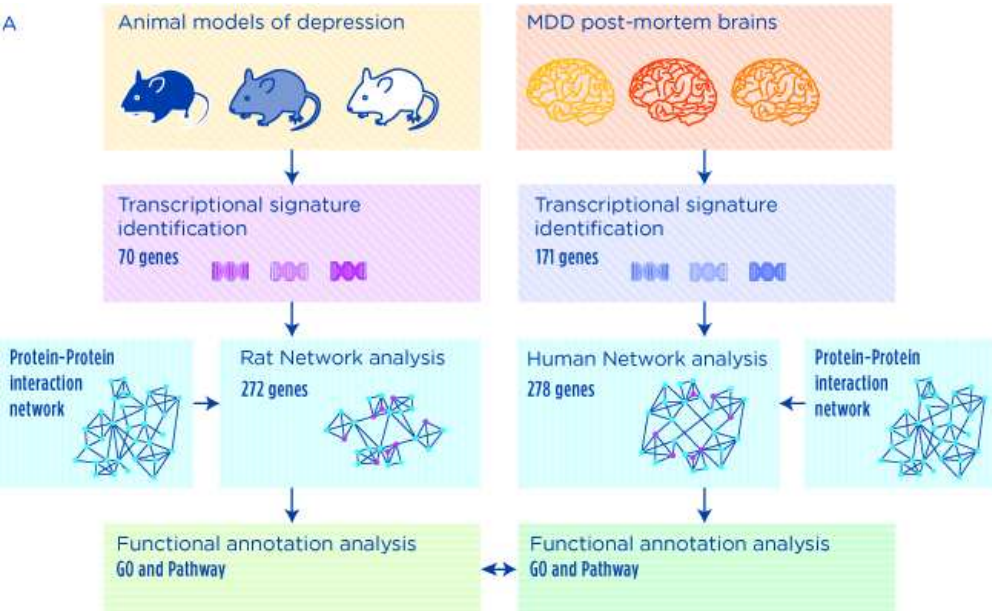 A
Animal models of depression
MDD post-mortem brains
Transcriptional signature
identification
70 genes
Transcriptional signature
identification
171 genes
Protein-Protein
interaction
network
Rat Network analysis
272 genes
Human Network analysis
278 genes
Protein-Protein
interaction
network
Functional annotation analysis
GO and Pathway
Functional annotation analysis
GO and Pathway